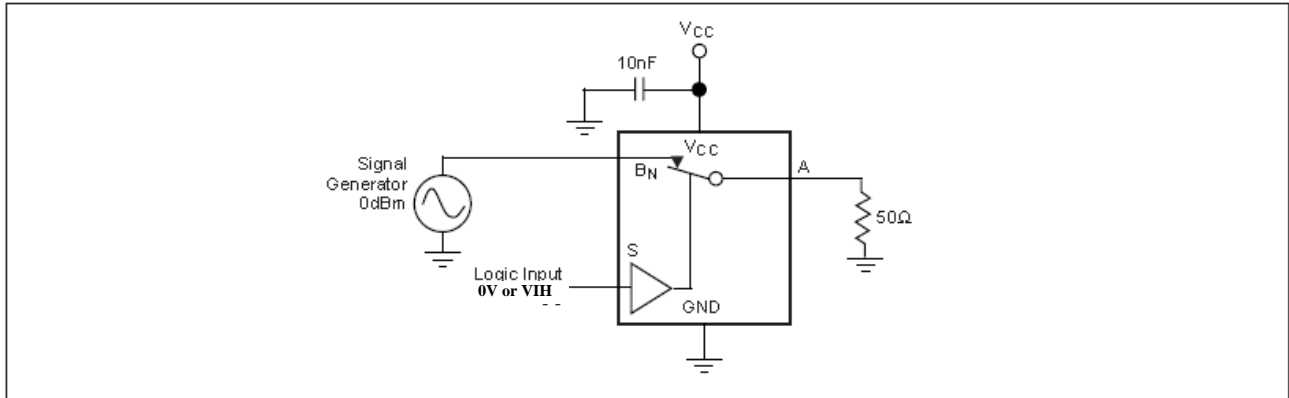 VCC
10nF
VCC
Signal
Generator
0dBm
BN
A
50Ω
S
Logic Input
0V or VIH
GND